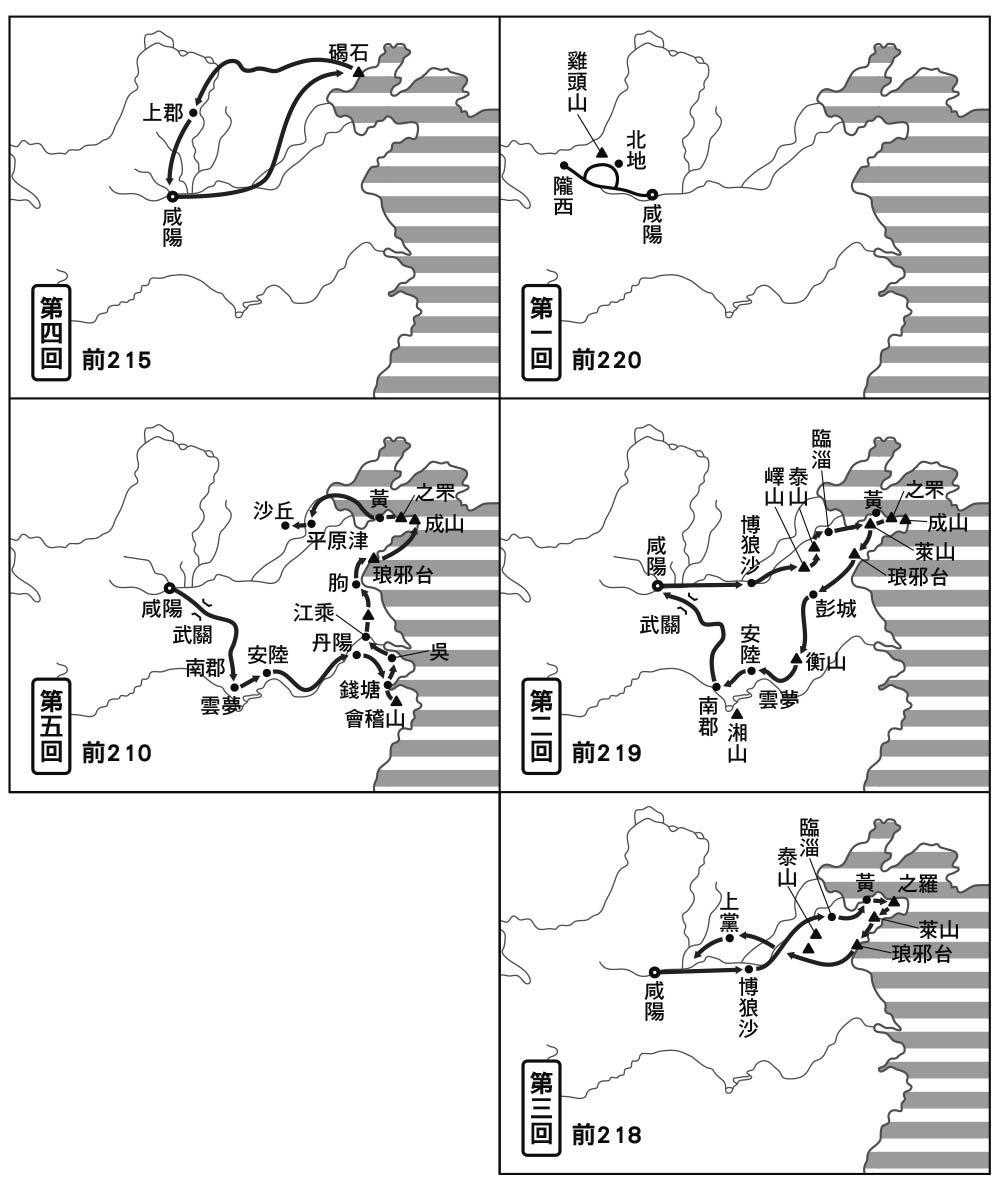 第一回
前220
雞頭山
北地
隴西
咸陽
第二回
前219
臨淄
泰山
嶧山
黃
之罘
成山
萊山
琅邪台
博狼沙
咸陽
彭城
武關
安陸
衡山
雲夢
南郡
湘山
第三回
前218
臨淄
泰山
黃
之羅
萊山
琅邪台
上黨
咸陽
博狼沙
第四回
前215
碣石
上郡
咸陽
第五回
前210
沙丘
平原津
黃
之罘
成山
琅邪台
朐
咸陽
武關
江乘
丹陽
吳
南郡
安陸
雲夢
錢塘
會稽山